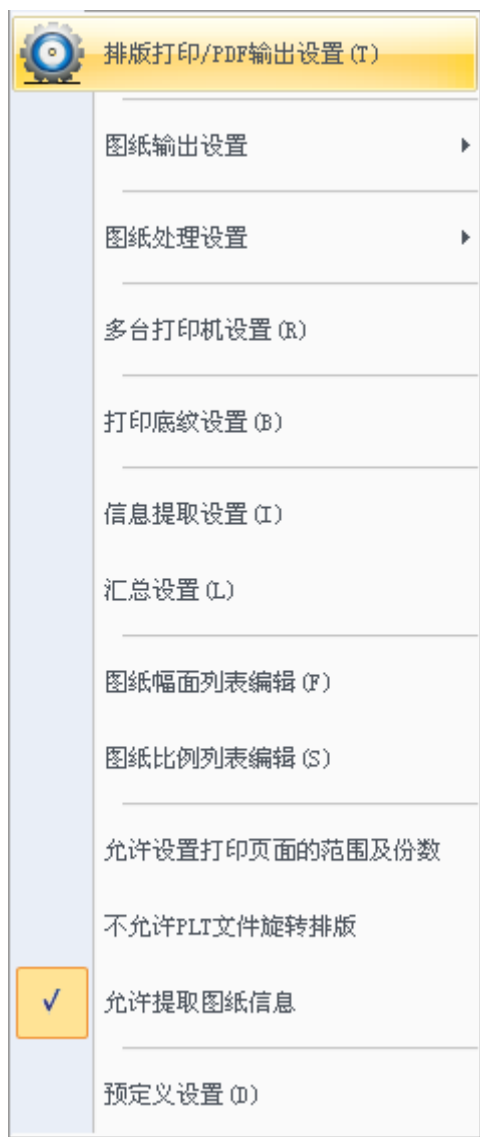 排版打印/PDF输出设置(T)
图纸输出设置
图纸处理设置
多台打印机设置(R)
打印底纹设置(B)
信息提取设置(I)
汇总设置(L)
图纸幅面列表编辑(F)
图纸比例列表编辑(S)
允许设置打印页面的范围及份数
不允许PLT文件旋转排版
允许提取图纸信息
预定义设置(D)